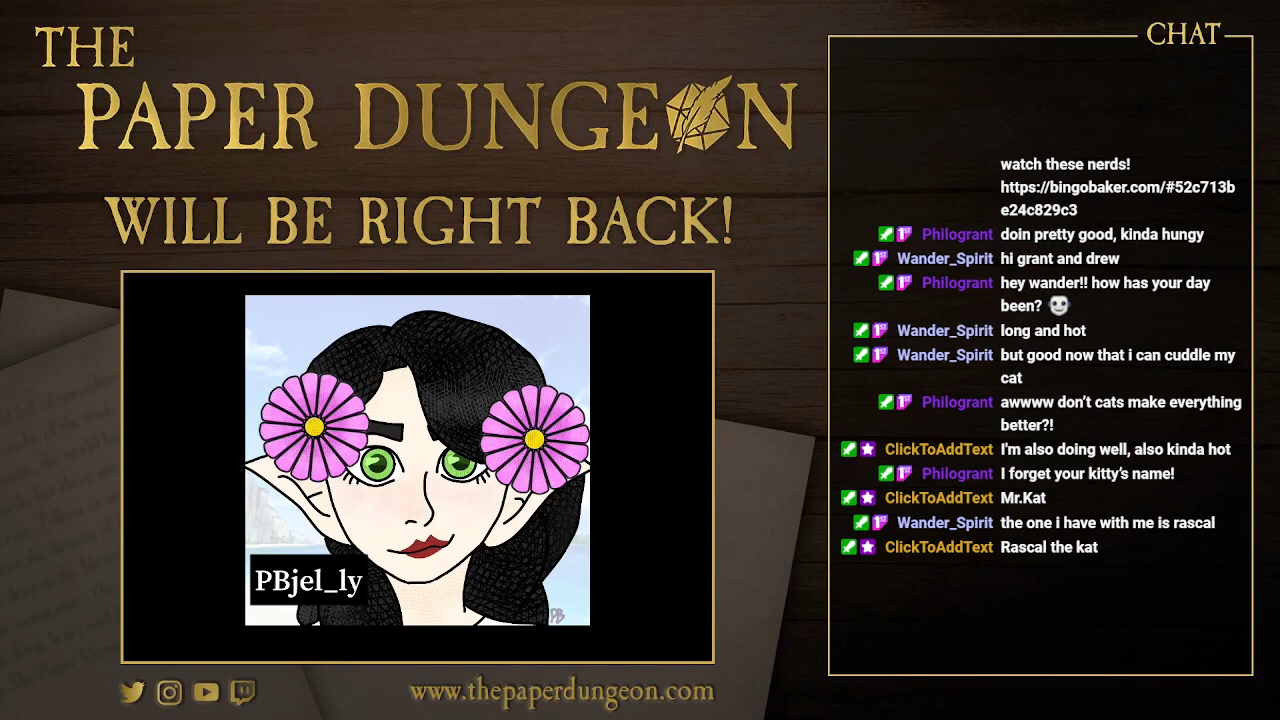 THE
PAPER DUNGEON
WILL BE RIGHT BACK!
PBjel_ly
PB
www.thepaperdungeon.com
CHAT
watch these nerds!
https://bingobaker.com/#52c713b
e24c829c3
Philogrant doin pretty good, kinda hungy
Wander_Spirit hi grant and drew
Philogrant hey wander!! how has your day
been?
Wander_Spirit long and hot
Wander_Spirit but good now that i can cuddle my
cat
Philogrant awwww don't cats make everything
better?!
ClickToAddText I'm also doing well, also kinda hot
Philogrant I forget your kitty's name!
ClickToAddText Mr.Kat
Wander_Spirit the one i have with me is rascal
ClickToAddText Rascal the kat